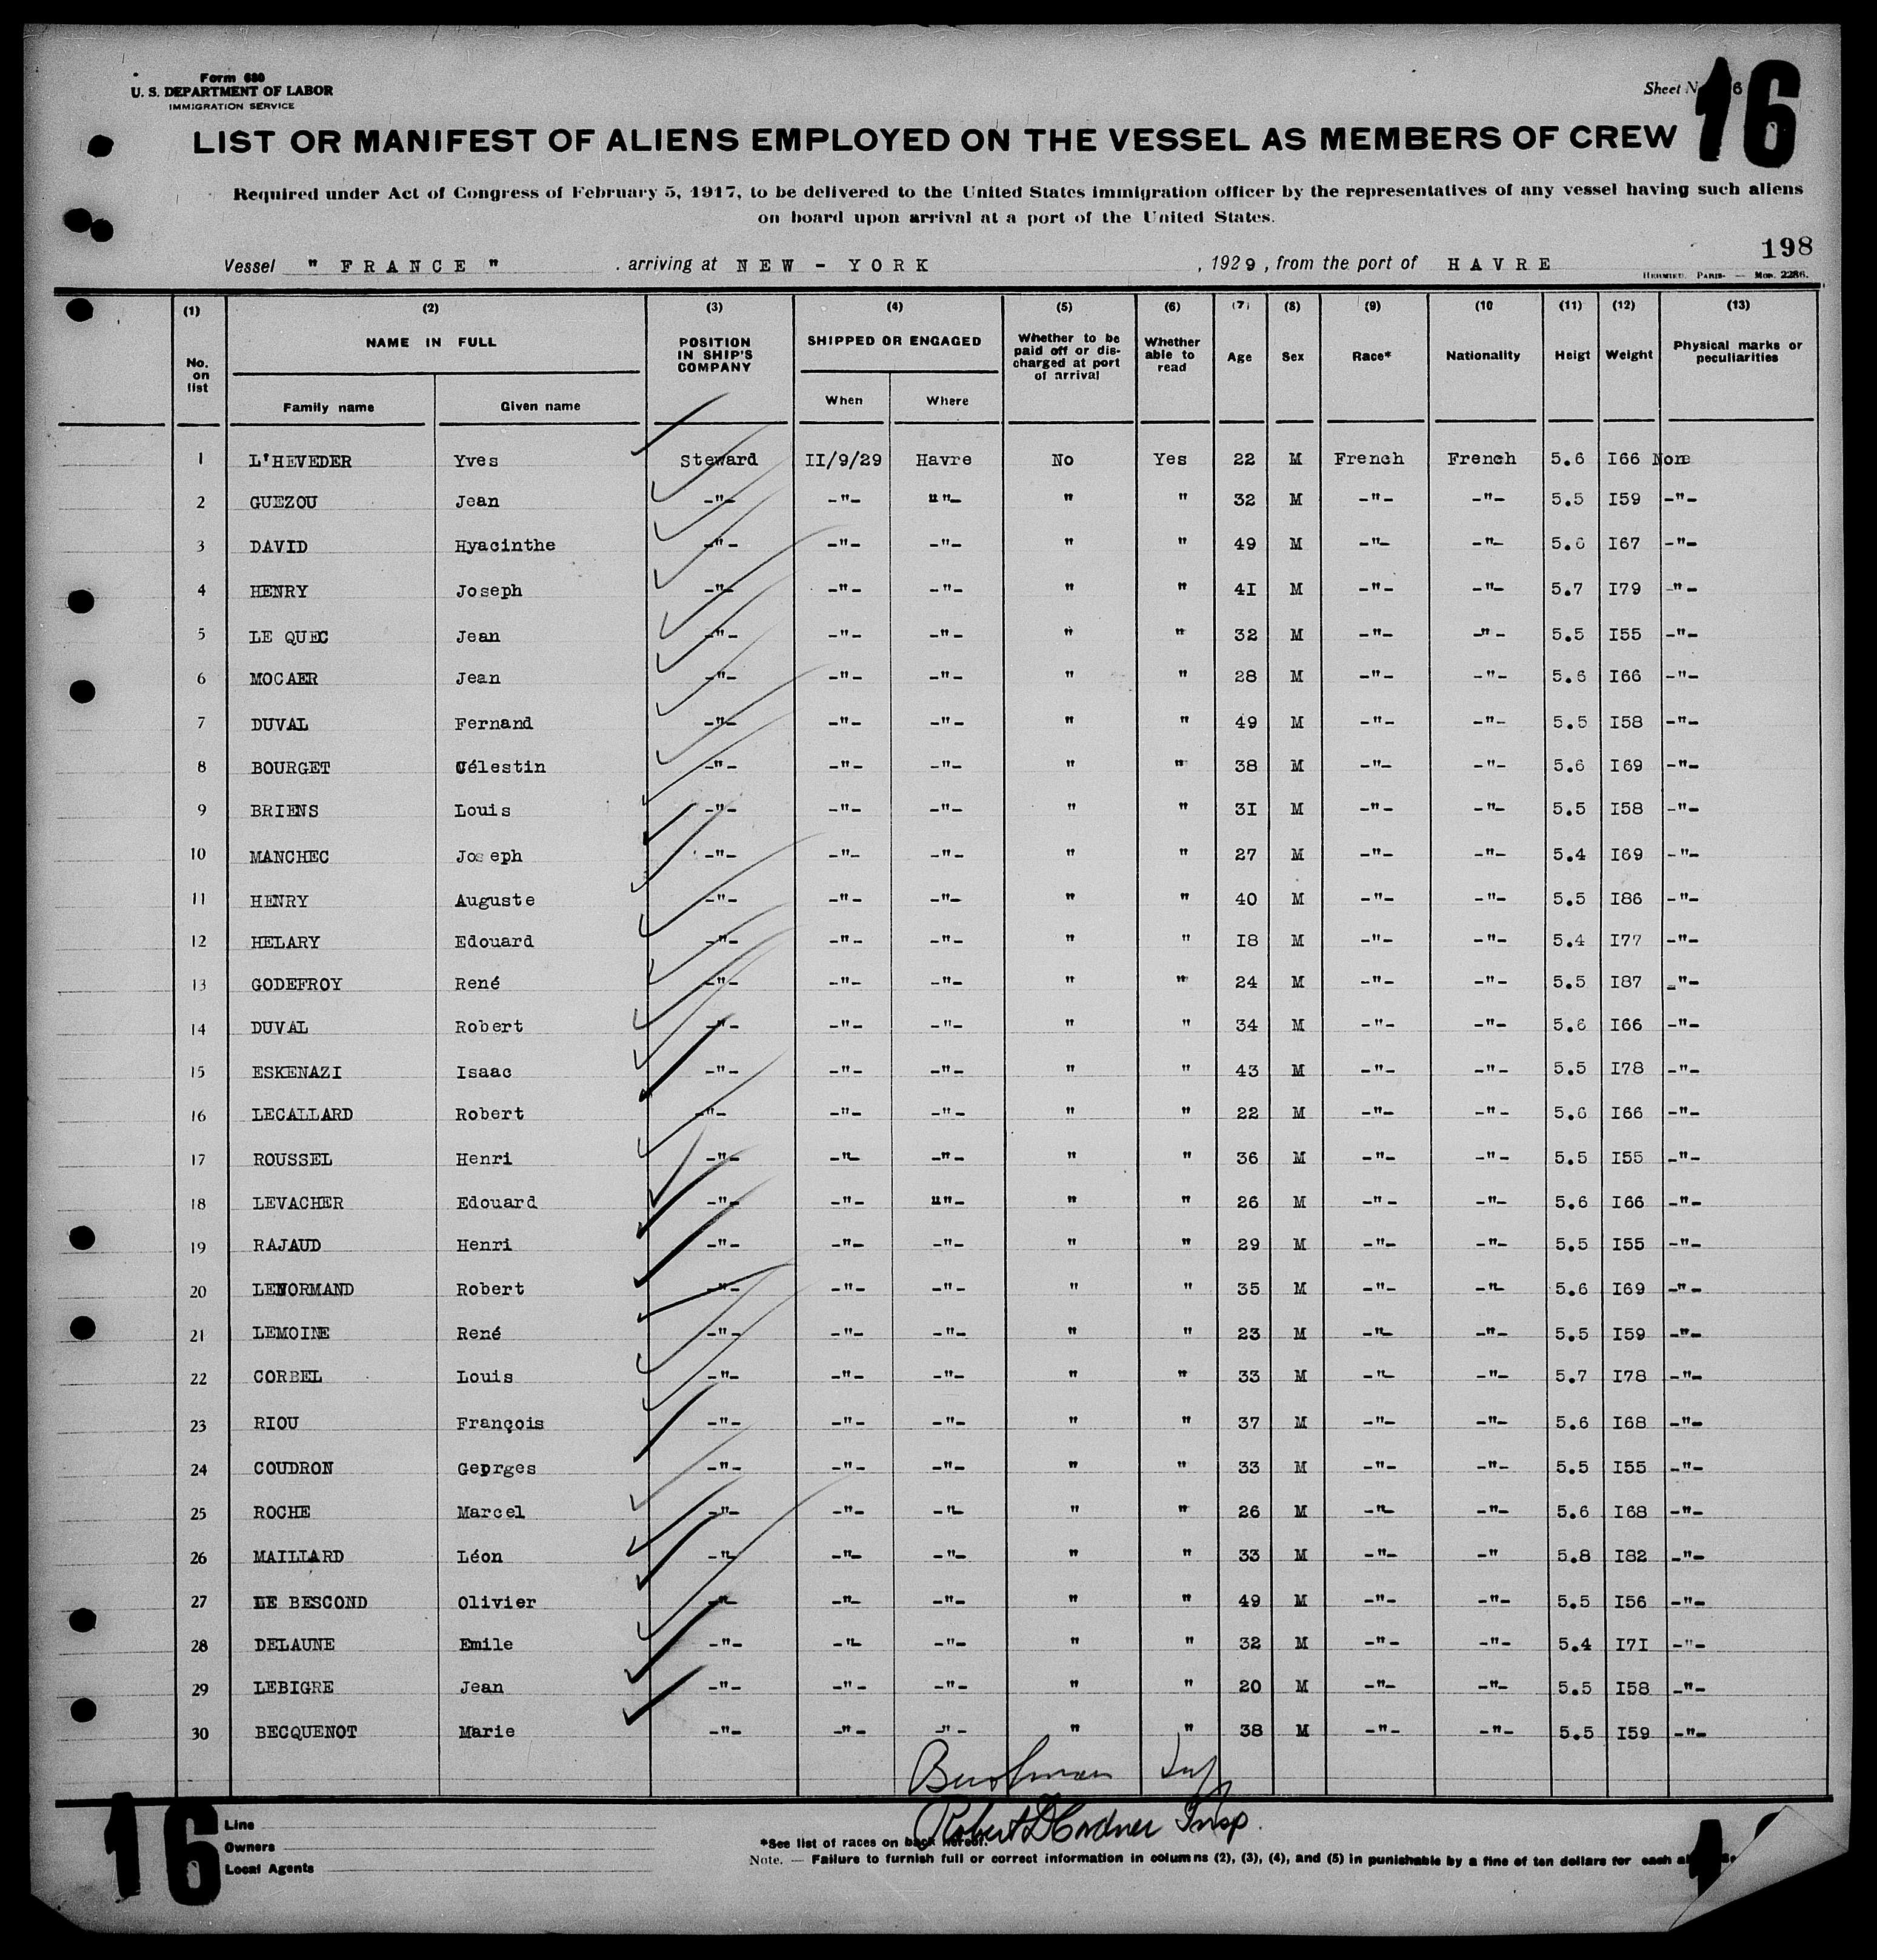 Form 680
U. S. DEPARTMENT OF LABOR
IMMIGRATION SERVICE
Sheet N 6
16
LIST OR MANIFEST OF ALIENS EMPLOYED ON THE VESSEL AS MEMBERS OF CREW
Required under Act of Congress of February 5, 1917, to be delivered to the United States immigration officer by the representatives of any vessel having such aliens
on board upon arrival at a port of the United States.
198
Vessel " FRANCE " arriving at NEW - YORK , 1929 , from the port of HAVRE
HERMIEU. PARIS- — MOD. 2286.
(1) (2) (3) (4) (5) (6) (7) (8) (9) (10 (11) (12) (13)
No. on list NAME IN FULL POSITION IN SHIP'S COMPANY SHIPPED OR ENGAGED Whether to be paid off or dis-charged at port of arrival Whether able to read Age Sex Race* Nationality Heigt Weight Physical marks or peculiarities
Family name Given name When Where
1 L'HEVEDER Yves Steward II/9/29 Havre No Yes 22 M French French 5.6 I66 None
2 GUEZOU Jean -"- -"- ""- " " 32 M -"- -"- 5.5 I59 -"-
3 DAVID Hyacinthe -"- -"- -"- " " 49 M -"- -"- 5.6 I67 -"-
4 HENRY Joseph -"- -"- -"- " " 4I M -"- -"- 5.7 I79 -"-
5 LE QUEC Jean -"- -"- -"- " " 32 M -"- -"- 5.5 I55 -"-
6 MOCAER Jean -"- -"- -"- " " 28 M -"- -"- 5.6 I66 -"-
7 DUVAL Fernand -"- -"- -"- " " 49 M -"- -"- 5.5 I58 -"-
8 BOURGET Célestin -"- -"- -"- " " 38 M -"- -"- 5.6 I69 -"-
9 BRIENS Louis -"- -"- -"- " " 3I M -"- -"- 5.5 I58 -"-
10 MANCHEC Joseph -"- -"- -"- " " 27 M -"- -"- 5.4 I69 -"-
11 HENRY Auguste -"- -"- -"- " " 40 M -"- -"- 5.5 I86 -"-
12 HELARY Edouard -"- -"- -"- " " I8 M -"- -"- 5.4 I77 -"-
13 GODEFROY René -"- -"- -"- " " 24 M -"- -"- 5.5 I87 -"-
14 DUVAL Robert -"- -"- -"- " " 34 M -"- -"- 5.6 I66 -"-
15 ESKENAZI Isaac -"- -"- -"- " " 43 M -"- -"- 5.5 I78 -"-
16 LECALLARD Robert -"- -"- -"- " " 22 M -"- -"- 5.6 I66 -"-
17 ROUSSEL Henri -"- -"- -"- " " 36 M -"- -"- 5.5 I55 -"-
18 LEVACHER Edouard -"- -"- ""- " " 26 M -"- -"- 5.6 I66 -"-
19 RAJAUD Henri -"- -"- -"- " " 29 M -"- -"- 5.5 I55 -"-
20 LENORMAND Robert -"- -"- -"- " " 35 M -"- -"- 5.6 I69 -"-
21 LEMOINE René -"- -"- -"- " " 23 M -"- -"- 5.5 I59 -"-
22 CORBEL Louis -"- -"- -"- " " 33 M -"- -"- 5.7 I78 -"-
23 RIOU François -"- -"- -"- " " 37 M -"- -"- 5.6 I68 -"-
24 COUDRON Geprges -"- -"- -"- " " 33 M -"- -"- 5.5 I55 -"-
25 ROCHE Marcel -"- -"- -"- " " 26 M -"- -"- 5.6 I68 -"-
26 MAILLARD Léon -"- -"- -"- " " 33 M -"- -" 5.8 I82 -"-
27 LE BESCOND Olivier -"- -"- -"- " " 49 M -"- -"- 5.5 I56 -"-
28 DELAUNE Emile -"- -"- -"- " " 32 M -"- -"- 5.4 I7I -"-
29 LEBIGRE Jean -"- -"- -"- " " 20 M -"- -"- 5.5 I58 -"-
30 BECQUENOT Marie -"- -"- -"- " " 38 M -"- -"- 5.5 I59 -"-
Robert D Cordner Insp.
16
Line
Owners
Local Agents
*See list of races on back hereof.
Note. — Failure to furnish full or correct information in columns (2), (3), (4), and (5) in punishable by a fine of ten dollars for each